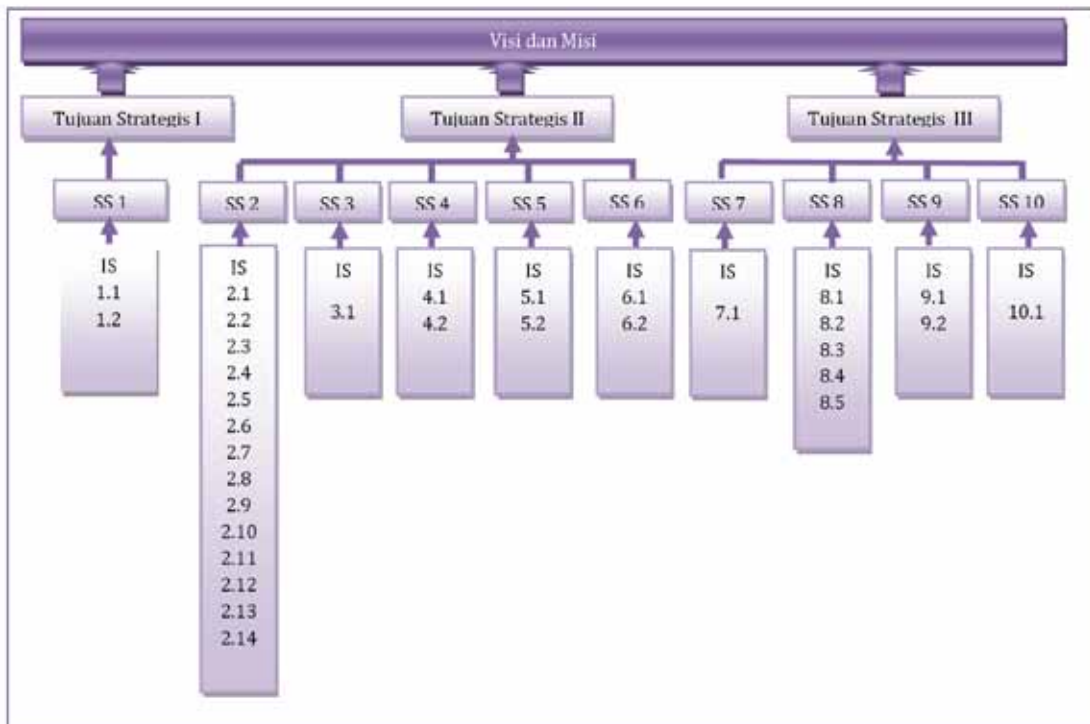 Visi dan Misi
Tujuan Strategis I
Tujuan Strategis II
Tujuan Strategis III
SS 1
SS 2
SS 3
SS 4
SS 5
SS 6
SS 7
SS 8
SS 9
SS 10
IS
1.1
1.2
IS
2.1
2.2
2.3
2.4
2.5
2.6
2.7
2.8
2.9
2.10
2.11
2.12
2.13
2.14
IS
3.1
IS
4.1
4.2
IS
5.1
5.2
IS
6.1
6.2
IS
7.1
IS
8.1
8.2
8.3
8.4
8.5
IS
9.1
9.2
IS
10.1